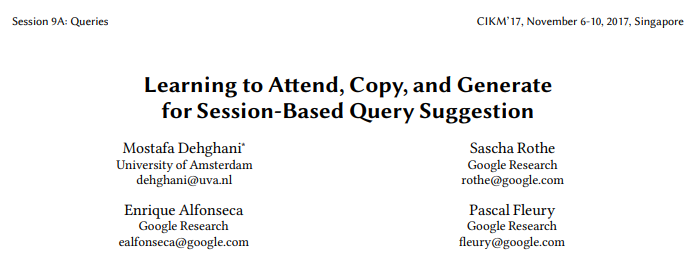 Session 9A: Queries
CIKM'17, November 6-10, 2017, Singapore
Learning to Attend, Copy, and Generate
for Session-Based Query Suggestion
Mostafa Dehghani*
University of Amsterdam
dehghani@uva.nl
Sascha Rothe
Google Research
rothe@google.com
Enrique Alfonseca
Google Research
ealfonseca@google.com
Pascal Fleury
Google Research
fleury@google.com